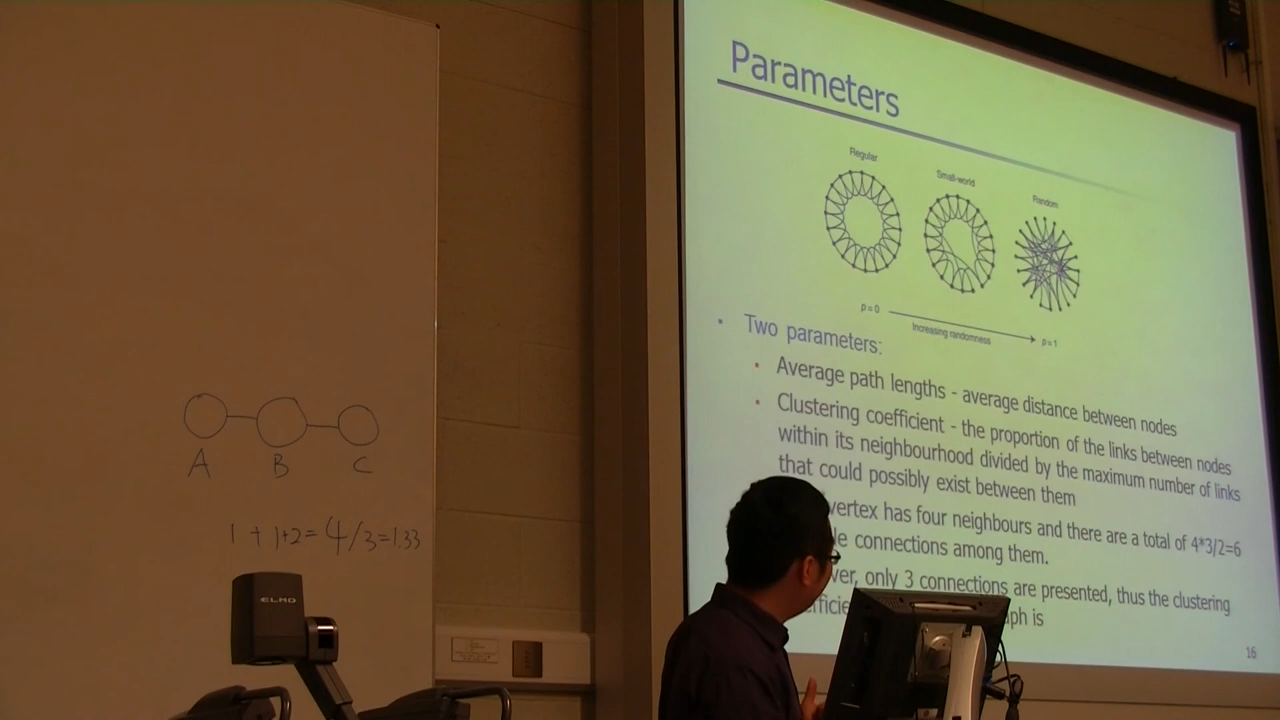 Parameters
Regular
Small-world
Random
p = 0
Increasing randomness
p = 1
Two parameters:
Average path lengths - average distance between nodes
Clustering coefficient - the proportion of the links between nodes
within its neighbourhood divided by the maximum number of links
that could possibly exist between them
vertex has four neighbours and there are a total of 4*3/2=6
connections among them.
only 3 connections are presented, thus the clustering
is
16
A B C
1 + 1+2=4/3=1.33
ELMO